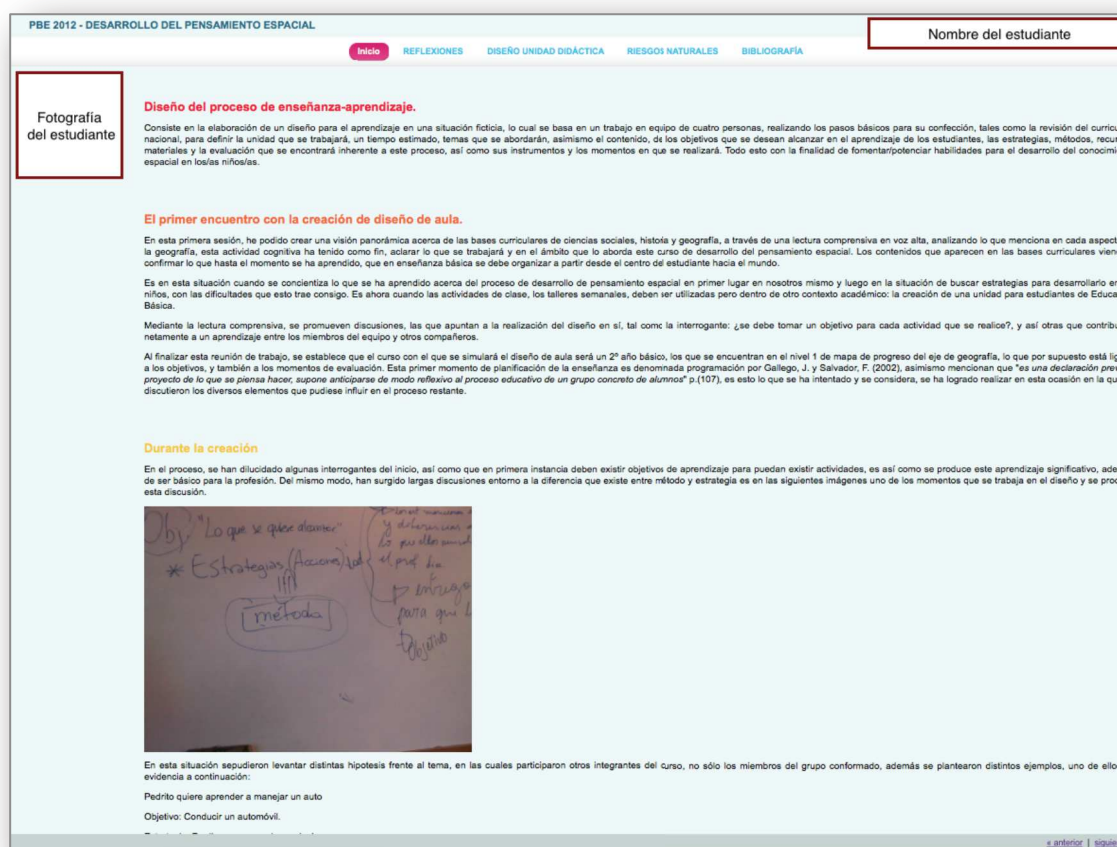 PBE 2012 - DESARROLLO DEL PENSAMIENTO ESPACIAL
Nombre del estudiante
Inicio REFLEXIONES DISEÑO UNIDAD DIDÁCTICA RIESGOS NATURALES BIBLIOGRAFÍA
Fotografía
del estudiante
Diseño del proceso de enseñanza-aprendizaje.
Consiste en la elaboración de un diseño para el aprendizaje en una situación ficticia, lo cual se basa en un trabajo en equipo de cuatro personas, realizando los pasos básicos para su confección, tales como la revisión del
nacional, para definir la unidad que se trabajará, un tiempo estimado, temas que se abordarán, asimismo el contenido, de los objetivos que se desean alcanzar en el aprendizaje de los estudiantes, las estrategias, métodos,
materiales y la evaluación que se encontrará inherente a este proceso, así como sus instrumentos y los momentos en que se realizará. Todo esto con la finalidad de fomentar/potenciar habilidades para el desarrollo del
espacial en los/as niños/as.
El primer encuentro con la creación de diseño de aula.
En esta primera sesión, he podido crear una visión panorámica acerca de las bases curriculares de ciencias sociales, historia y geografía, a través de una lectura comprensiva en voz alta, analizando lo que menciona en cada
la geografía, esta actividad cognitiva ha tenido como fin, aclarar lo que se trabajará y en el ámbito que lo aborda este curso de desarrollo del pensamiento espacial. Los contenidos que aparecen en las bases curriculares
confirmar lo que hasta el momento se ha aprendido, que en enseñanza básica se debe organizar a partir desde el centro del estudiante hacia el mundo.
Es en esta situación cuando se concientiza lo que se ha aprendido acerca del proceso de desarrollo de pensamiento espacial en primer lugar en nosotros mismo y luego en la situación de buscar estrategias para desarrollarlo en
niños, con las dificultades que esto trae consigo. Es ahora cuando las actividades de clase, los talleres semanales, deben ser utilizadas pero dentro de otro contexto académico: la creación de una unidad para estudiantes de
Básica.
Mediante la lectura comprensiva, se promueven discusiones, las que apuntan a la realización del diseño en sí, tal como la interrogante: ¿se debe tomar un objetivo para cada actividad que se realice?, y así otras que
netamente a un aprendizaje entre los miembros del equipo y otros compañeros.
Al finalizar esta reunión de trabajo, se establece que el curso con el que se simulará el diseño de aula será un 2º año básico, los que se encuentran en el nivel 1 de mapa de progreso del eje de geografía, lo que por supuesto está
a los objetivos, y también a los momentos de evaluación. Esta primer momento de planificación de la enseñanza es denominada programación por Gallego, J. y Salvador, F. (2002), asimismo mencionan que "es una declaración
proyecto de lo que se piensa hacer, supone anticiparse de modo reflexivo al proceso educativo de un grupo concreto de alumnos" p.(107), es esto lo que se ha intentado y se considera, se ha logrado realizar en esta ocasión en la
discutieron los diversos elementos que pudiese influir en el proceso restante.
Durante la creación
En el proceso, se han dilucidado algunas interrogantes del inicio, así como que en primera instancia deben existir objetivos de aprendizaje para puedan existir actividades, es así como se produce este aprendizaje significativo,
de ser básico para la profesión. Del mismo modo, han surgido largas discusiones entorno a la diferencia que existe entre método y estrategia es en las siguientes imágenes uno de los momentos que se trabaja en el diseño y se
esta discusión.
Obj. "Lo que se quiere alcanzar"
* Estrategias (Acciones)
método
para que
Objetivo
En esta situación sepudieron levantar distintas hipotesis frente al tema, en las cuales participaron otros integrantes del curso, no sólo los miembros del grupo conformado, además se plantearon distintos ejemplos, uno de
evidencia a continuación:
Pedrito quiere aprender a manejar un auto
Objetivo: Conducir un automóvil.
« anterior |